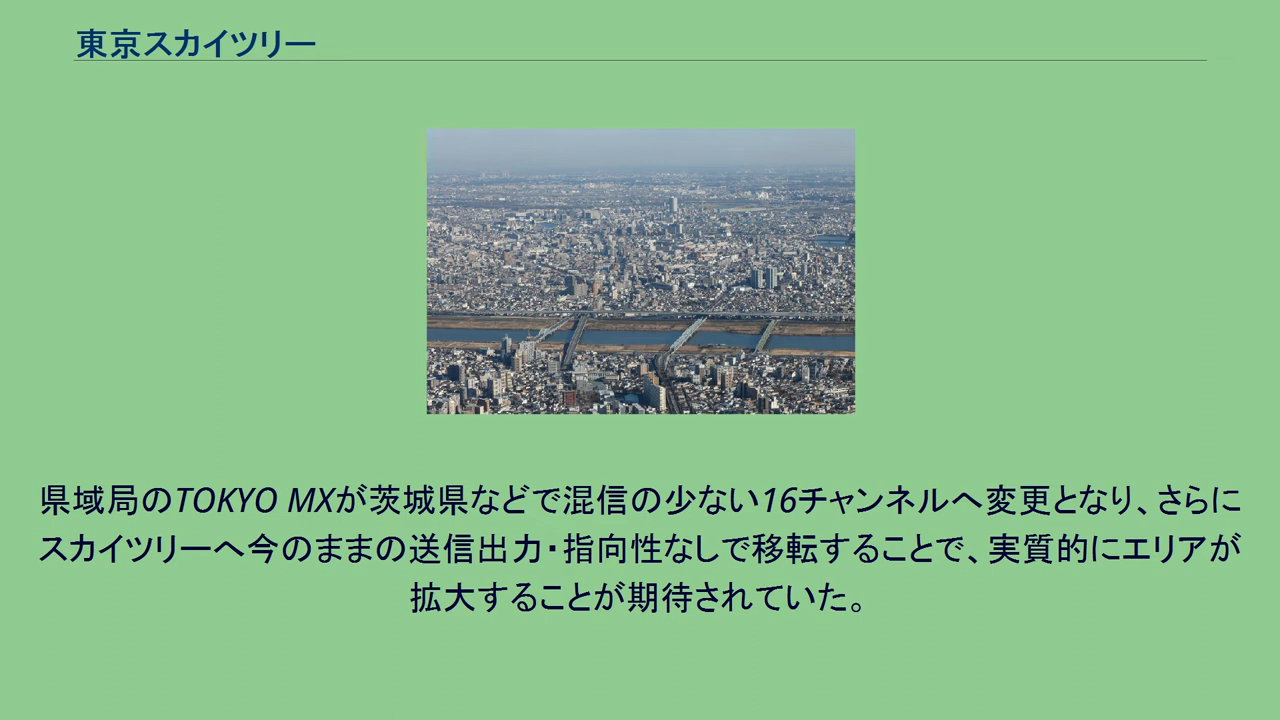 東京スカイツリー
県域局のTOKYO MXが茨城県などで混信の少ない16チャンネルへ変更となり、さらに
スカイツリーへ今のままの送信出力・指向性なしで移転することで、実質的にエリアが
拡大することが期待されていた。